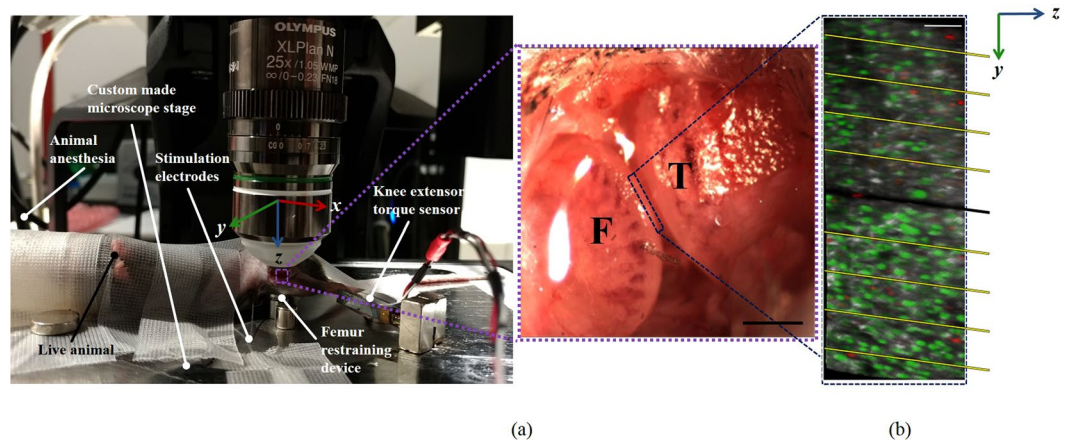 OLYMPUS
XLPlan N
25x/1.05 WMP
∞/0-0.23 FN18
Custom made
microscope stage
Animal
anesthesia
Stimulation
electrodes
Knee extensor
torque sensor
x
y
z
Live animal
Femur
restraining
device
F
T
z
y
(a)
(b)